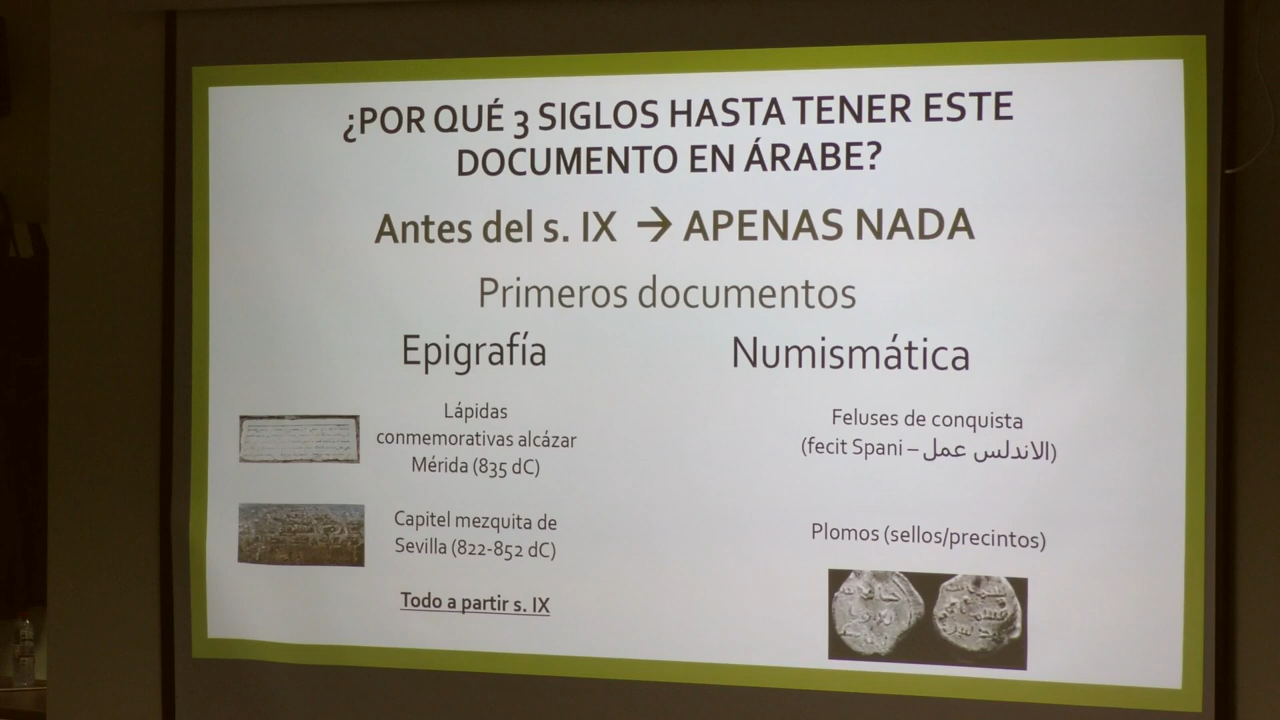 ¿POR QUÉ 3 SIGLOS HASTA TENER ESTE
DOCUMENTO EN ÁRABE?
Antes del s. IX → APENAS NADA
Primeros documentos
Epigrafía
Lápidas
conmemorativas alcázar
Mérida (835 dC)
Capitel mezquita de
Sevilla (822-852 dC)
Todo a partir s. IX
Numismática
Feluses de conquista
(fecit Spani – الاندلس عمل)
Plomos (sellos/precintos)